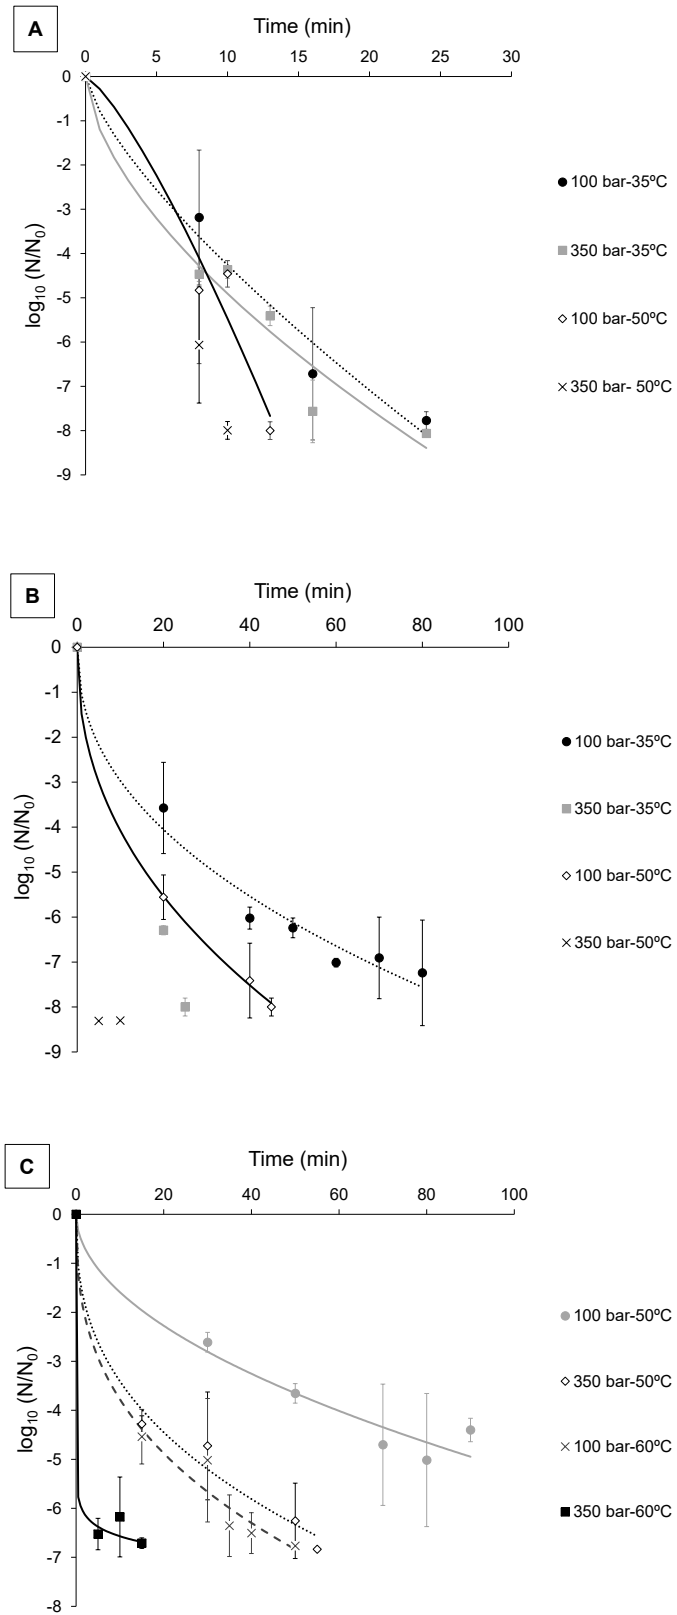 A
Time (min)
0 5 10 15 20 25 30
0
-1
-2
-3
-4
-5
-6
-7
-8
-9
log10 (N/N0)
100 bar-35ºC
350 bar-35ºC
100 bar-50ºC
350 bar- 50ºC
B
Time (min)
0 20 40 60 80 100
0
-1
-2
-3
-4
-5
-6
-7
-8
-9
log10 (N/N0)
100 bar-35ºC
350 bar-35ºC
100 bar-50ºC
350 bar-50ºC
C
Time (min)
0 20 40 60 80 100
0
-1
-2
-3
-4
-5
-6
-7
-8
log10 (N/N0)
100 bar-50ºC
350 bar-50ºC
100 bar-60ºC
350 bar-60ºC